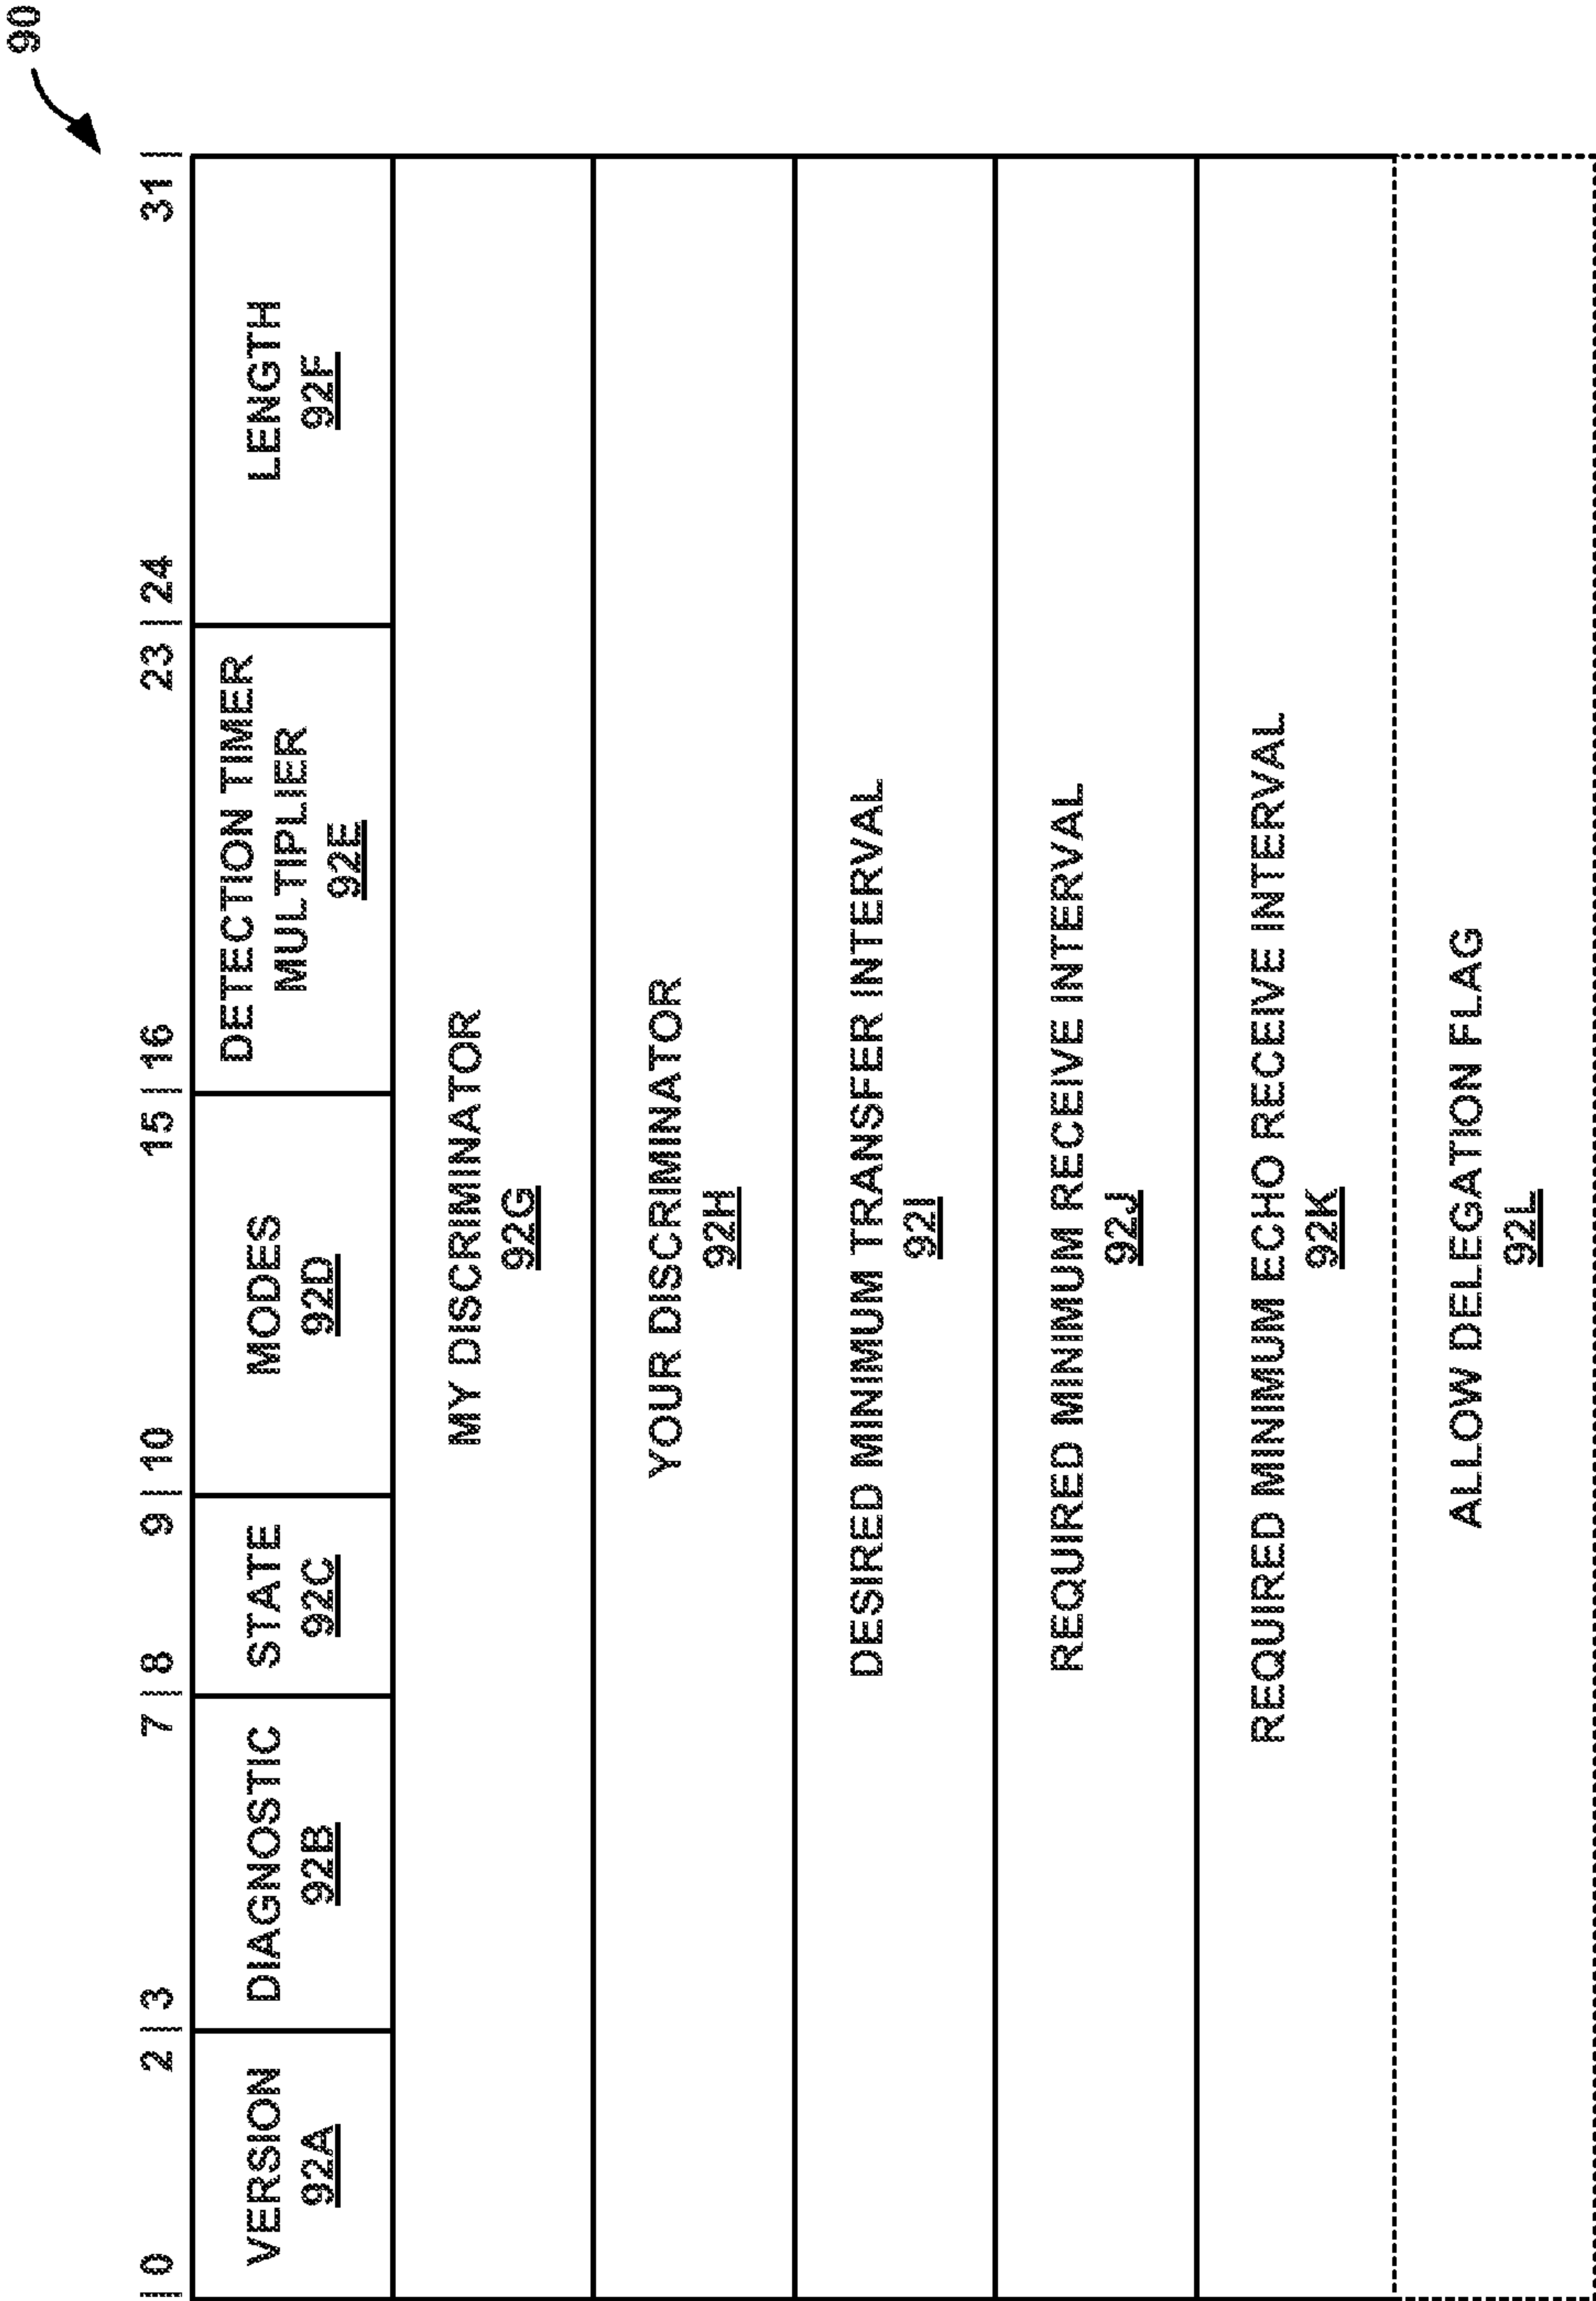 90
0 2 3 7 8 9 10 15 16 23 24 31
VERSION
92A
DIAGNOSTIC
92B
STATE
92C
MODES
92D
DETECTION TIMER
MULTIPLIER
92E
LENGTH
92F
MY DISCRIMINATOR
92G
YOUR DISCRIMINATOR
92H
DESIRED MINIMUM TRANSFER INTERVAL
92I
REQUIRED MINIMUM RECEIVE INTERVAL
92J
REQUIRED MINIMUM ECHO RECEIVE INTERVAL
92K
ALLOW DELEGATION FLAG
92L